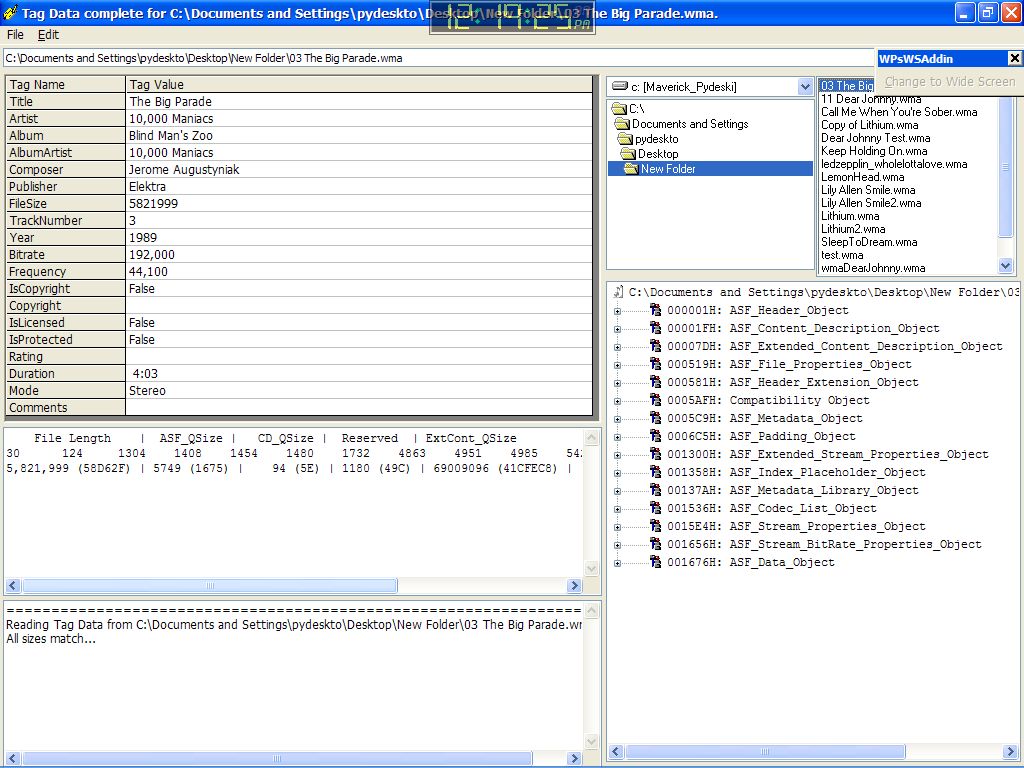 Tag Data complete for C:\Documents and Settings\pydeskto\Desktop\New Folder\03 The Big Parade.wma.
12:19:25 PM
File Edit
C:\Documents and Settings\pydeskto\Desktop\New Folder\03 The Big Parade.wma
WPsWSAddin
Change to Wide Screen
Tag Name Tag Value
Title The Big Parade
Artist 10,000 Maniacs
Album Blind Man's Zoo
AlbumArtist 10,000 Maniacs
Composer Jerome Augustyniak
Publisher Elektra
FileSize 5821999
TrackNumber 3
Year 1989
Bitrate 192,000
Frequency 44,100
IsCopyright False
Copyright
IsLicensed False
IsProtected False
Rating
Duration 4:03
Mode Stereo
Comments
c: [Maverick_Pydeski]
C:\
Documents and Settings
pydeskto
Desktop
New Folder
03 The Big
11 DearJohnny.wma
Call Me When You're Sober.wma
Copy of Lithium.wma
Dear Johnny Test.wma
Keep Holding On.wma
ledzepplin_wholelottalove.wma
LemonHead.wma
Lily Allen Smile.wma
Lily Allen Smile2.wma
Lithium.wma
Lithium2.wma
SleepToDream.wma
test.wma
wmaDearJohnny.wma
File Length | ASF_QSize | CD_QSize | Reserved | ExtCont_QSize
30 124 1304 1408 1454 1480 1732 4863 4951 4985 542
5,821,999 (58D62F) | 5749 (1675) | 94 (5E) | 1180 (49C) | 69009096 (41CFEC8) |
===============================================================
Reading Tag Data from C:\Documents and Settings\pydeskto\Desktop\New Folder\03 The Big Parade.wm
All sizes match...
C:\Documents and Settings\pydeskto\Desktop\New Folder\03
000001H: ASF_Header_Object
00001FH: ASF_Content_Description_Object
00007DH: ASF_Extended_Content_Description_Object
000519H: ASF_File_Properties_Object
000581H: ASF_Header_Extension_Object
0005AFH: Compatibility Object
0005C9H: ASF_Metadata_Object
0006C5H: ASF_Padding_Object
001300H: ASF_Extended_Stream_Properties_Object
001358H: ASF_Index_Placeholder_Object
00137AH: ASF_Metadata_Library_Object
001536H: ASF_Codec_List_Object
0015E4H: ASF_Stream_Properties_Object
001656H: ASF_Stream_BitRate_Properties_Object
001676H: ASF_Data_Object